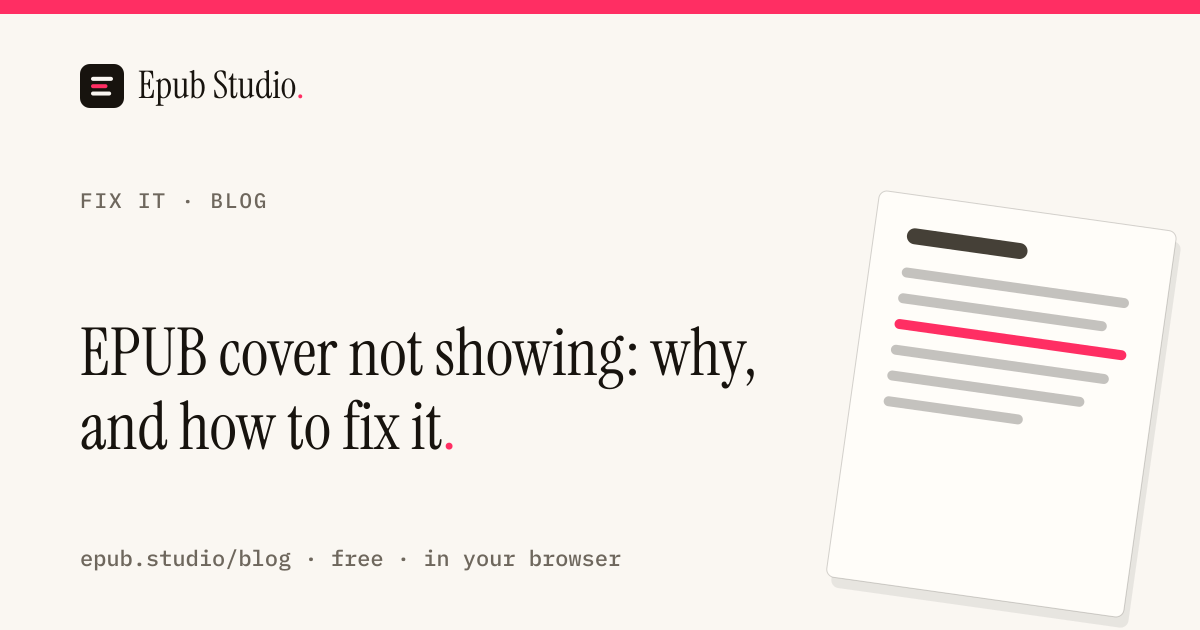 Epub Studio.
FIX IT · BLOG
EPUB cover not showing: why,
and how to fix it.
epub.studio/blog · free · in your browser